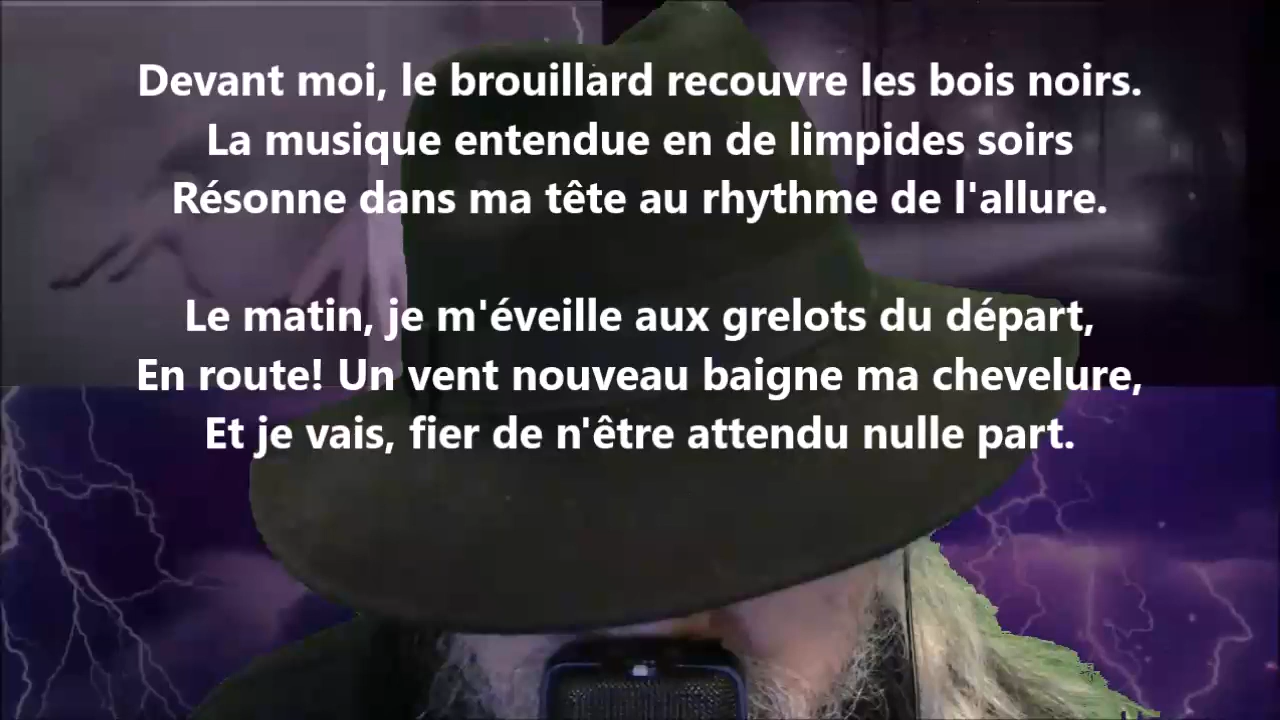 Devant moi, le brouillard recouvre les bois noirs.
La musique entendue en de limpides soirs
Résonne dans ma tête au rhythme de l'allure.
Le matin, je m'éveille aux grelots du départ,
En route! Un vent nouveau baigne ma chevelure,
Et je vais, fier de n'être attendu nulle part.